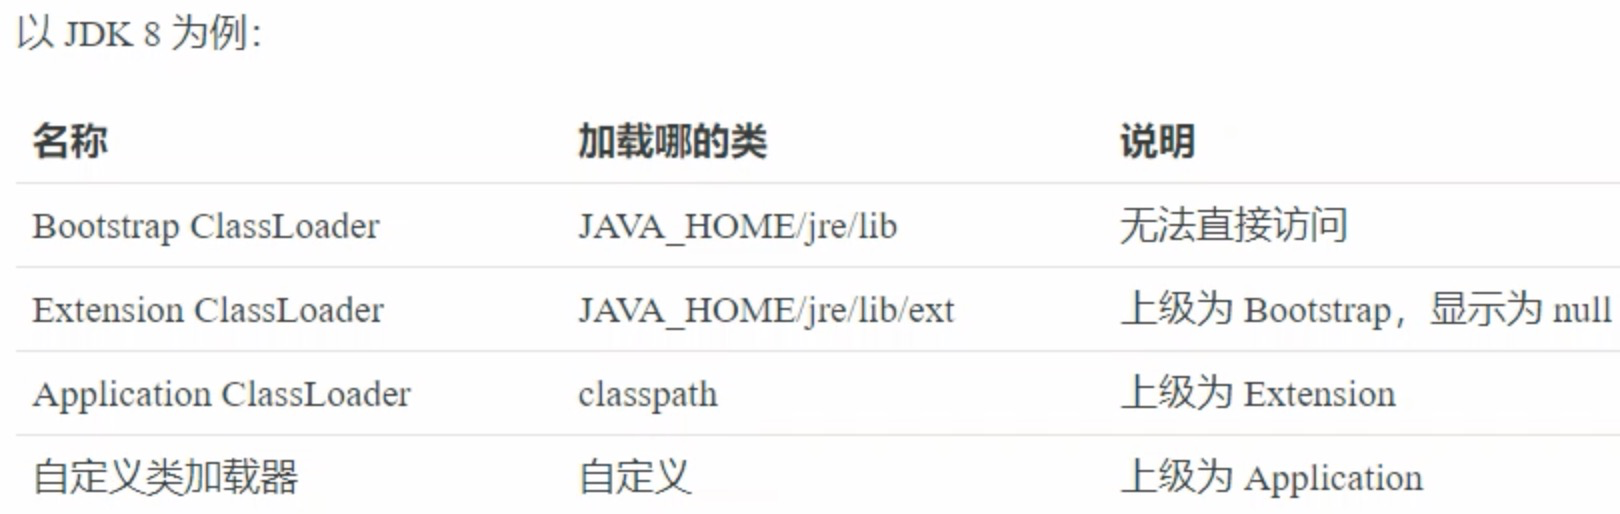 以 JDK 8 为例：
名称 加载哪的类 说明
Bootstrap ClassLoader JAVA_HOME/jre/lib 无法直接访问
Extension ClassLoader JAVA_HOME/jre/lib/ext 上级为 Bootstrap，显示为 null
Application ClassLoader classpath 上级为 Extension
自定义类加载器 自定义 上级为 Application